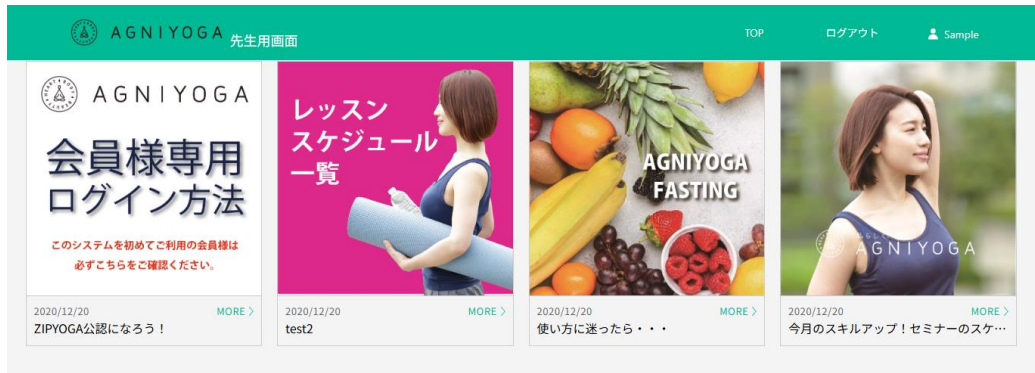 AGNIYOGA 先生用画面
TOP
ログアウト
Sample
AGNIYOGA
会員様専用
ログイン方法
このシステムを初めてご利用の会員様は
必ずこちらをご確認ください。
2020/12/20
MORE
ZIPYOGA公認になろう！
レッスン
スケジュール
一覧
2020/12/20
MORE
test2
AGNIYOGA
FASTING
2020/12/20
MORE
使い方に迷ったら・・・
AGNIYOGA
2020/12/20
MORE
今月のスキルアップ！セミナーのスケ…